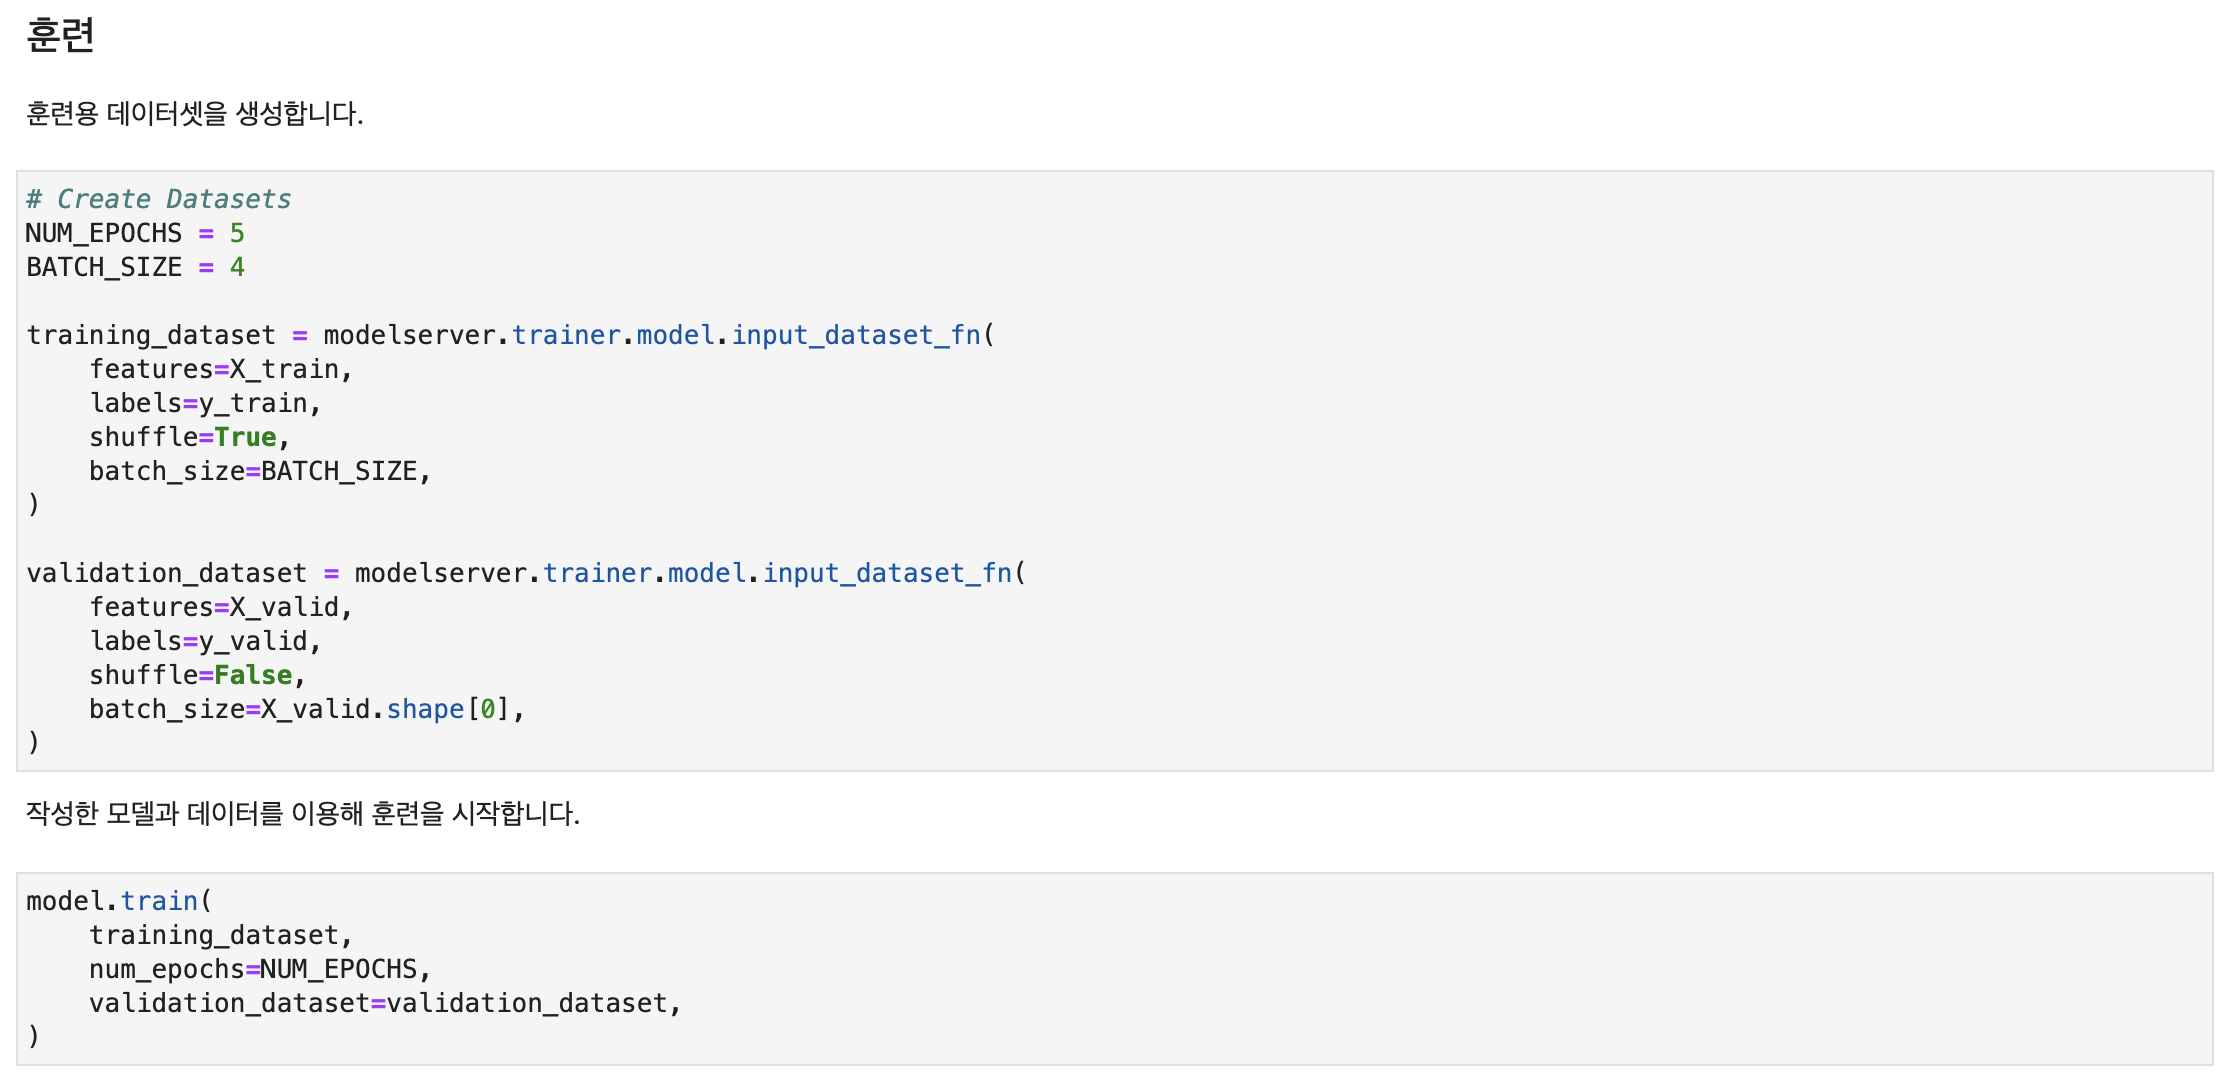 훈련
훈련용 데이터셋을 생성합니다.
# Create Datasets
NUM_EPOCHS = 5
BATCH_SIZE = 4
training_dataset = modelserver.trainer.model.input_dataset_fn(
    features=X_train,
    labels=y_train,
    shuffle=True,
    batch_size=BATCH_SIZE,
)
validation_dataset = modelserver.trainer.model.input_dataset_fn(
    features=X_valid,
    labels=y_valid,
    shuffle=False,
    batch_size=X_valid.shape[0],
)
작성한 모델과 데이터를 이용해 훈련을 시작합니다.
model.train(
    training_dataset,
    num_epochs=NUM_EPOCHS,
    validation_dataset=validation_dataset,
)